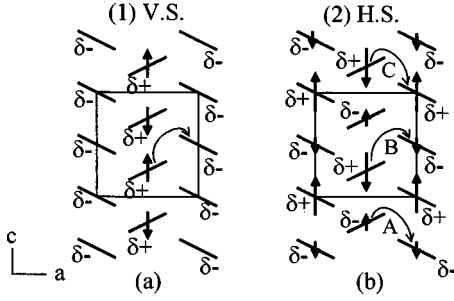 (1) V.S.
(2) H.S.
δ- δ-
δ+
δ- δ-
δ+
δ- δ-
δ+
δ- δ-
δ+
δ- δ-
(a)
δ- δ+ C δ-
δ+ δ- δ+
δ- δ+ B δ-
δ+ δ- A δ+
δ- δ-
(b)
c
a